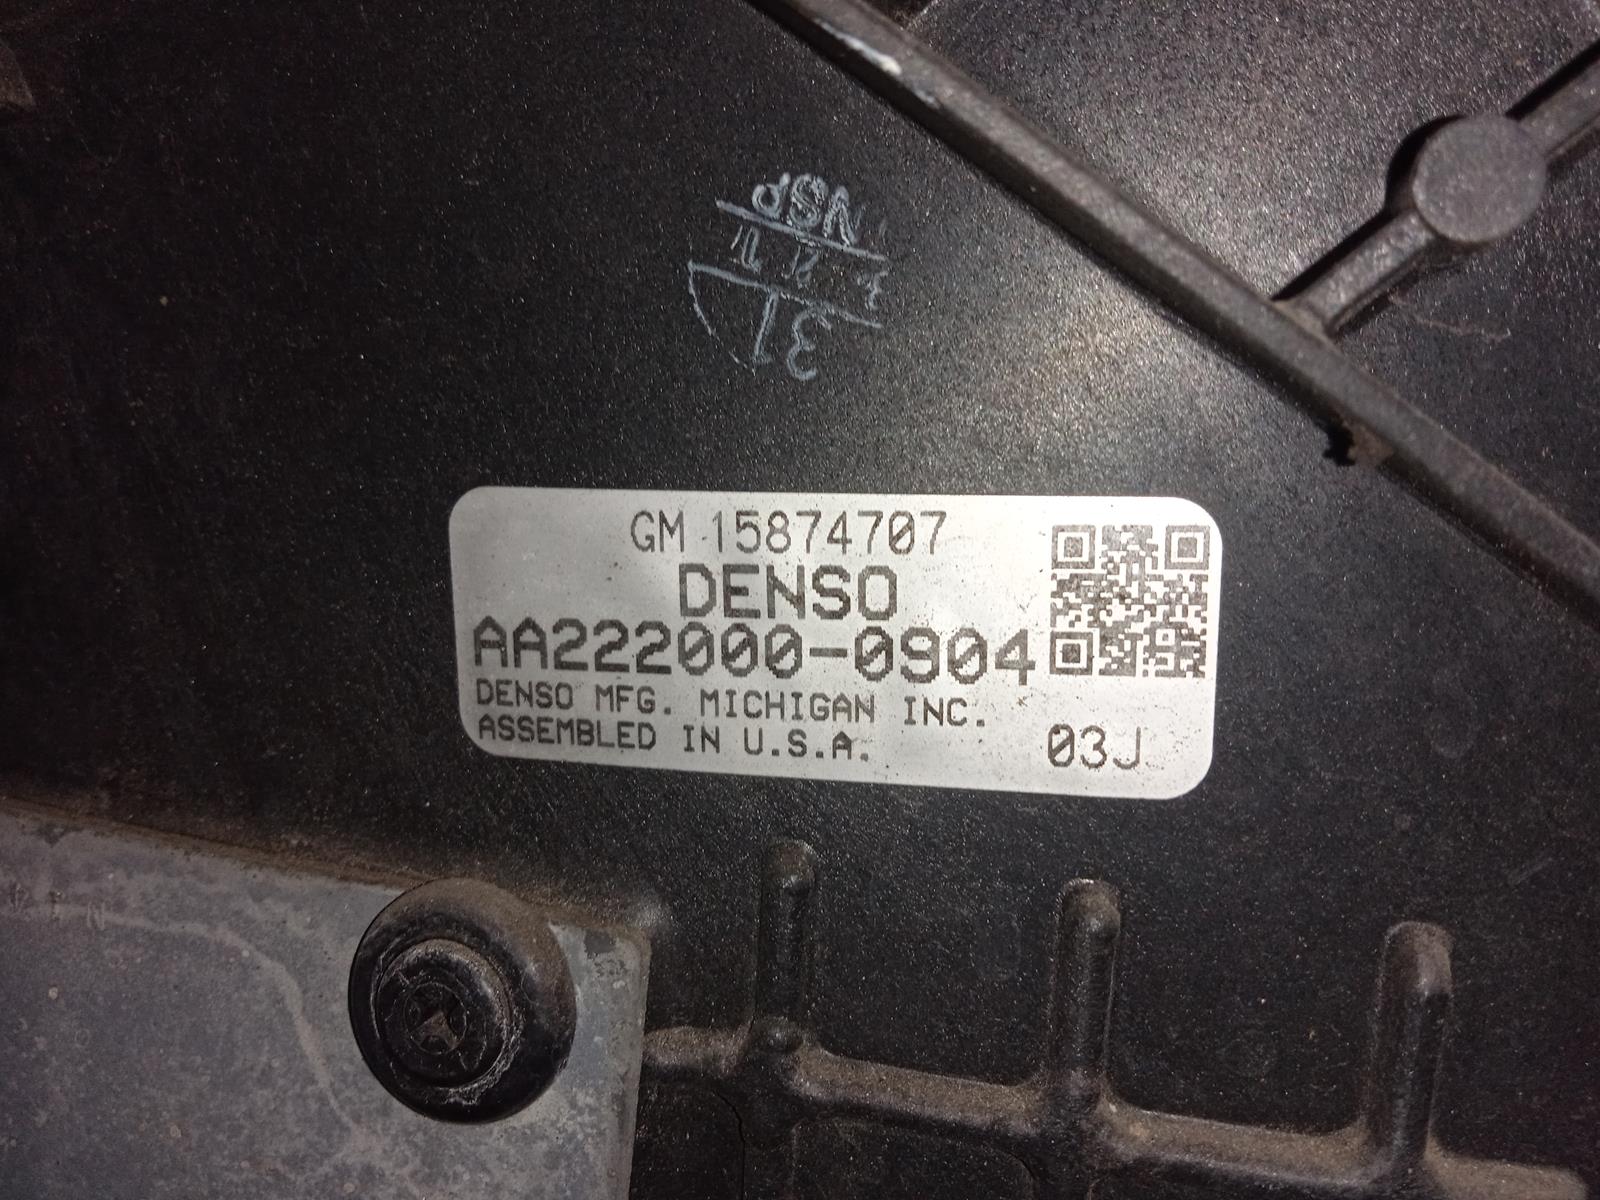 GM 15874707
DENSO
AA222000-0904
DENSO MFG. MICHIGAN INC.
ASSEMBLED IN U.S.A. 03J